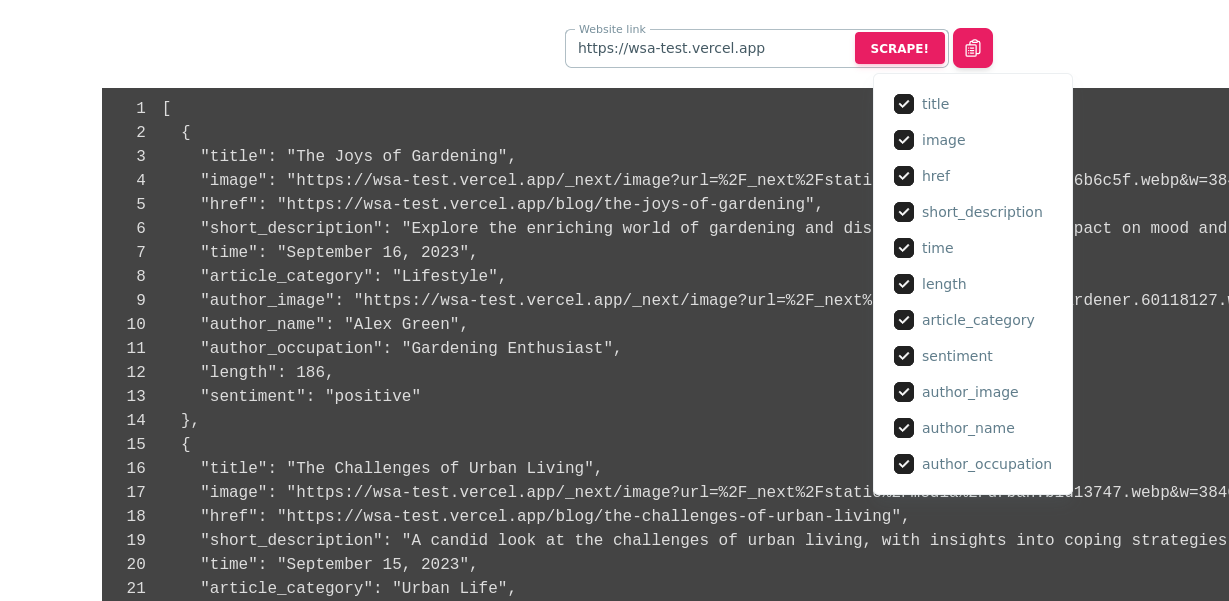 Website link
https://wsa-test.vercel.app
SCRAPE!
title
image
href
short_description
time
length
article_category
sentiment
author_image
author_name
author_occupation
1 [
2 {
3 "title": "The Joys of Gardening",
4 "image": "https://wsa-test.vercel.app/_next/image?url=%2F_next%2Fstati 6b6c5f.webp&w=38
5 "href": "https://wsa-test.vercel.app/blog/the-joys-of-gardening",
6 "short_description": "Explore the enriching world of gardening and dis pact on mood and
7 "time": "September 16, 2023",
8 "article_category": "Lifestyle",
9 "author_image": "https://wsa-test.vercel.app/_next/image?url=%2F_next% rdener.60118127.
10 "author_name": "Alex Green",
11 "author_occupation": "Gardening Enthusiast",
12 "length": 186,
13 "sentiment": "positive"
14 },
15 {
16 "title": "The Challenges of Urban Living",
17 "image": "https://wsa-test.vercel.app/_next/image?url=%2F_next%2Fstati 13747.webp&w=384
18 "href": "https://wsa-test.vercel.app/blog/the-challenges-of-urban-living",
19 "short_description": "A candid look at the challenges of urban living, with insights into coping strategies
20 "time": "September 15, 2023",
21 "article_category": "Urban Life",